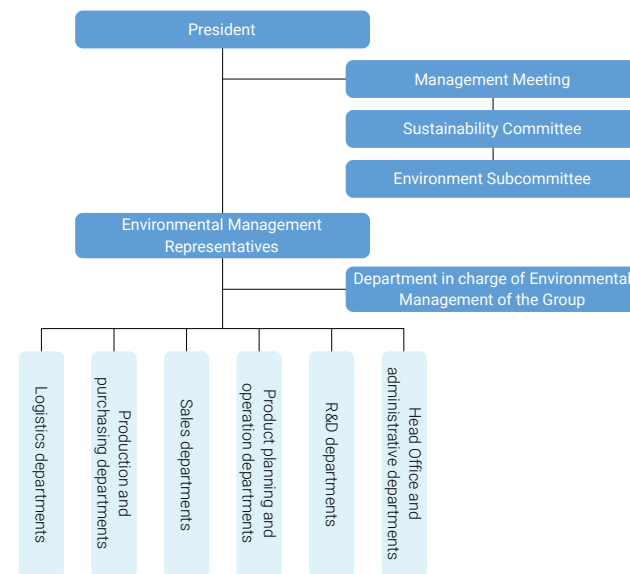 President
Management Meeting
Sustainability Committee
Environment Subcommittee
Environmental Management
Representatives
Department in charge of Environmental
Management of the Group
Logistics departments
Production and
purchasing departments
Sales departments
Product planning and
operation departments
R&D departments
Head Office and
administrative departments